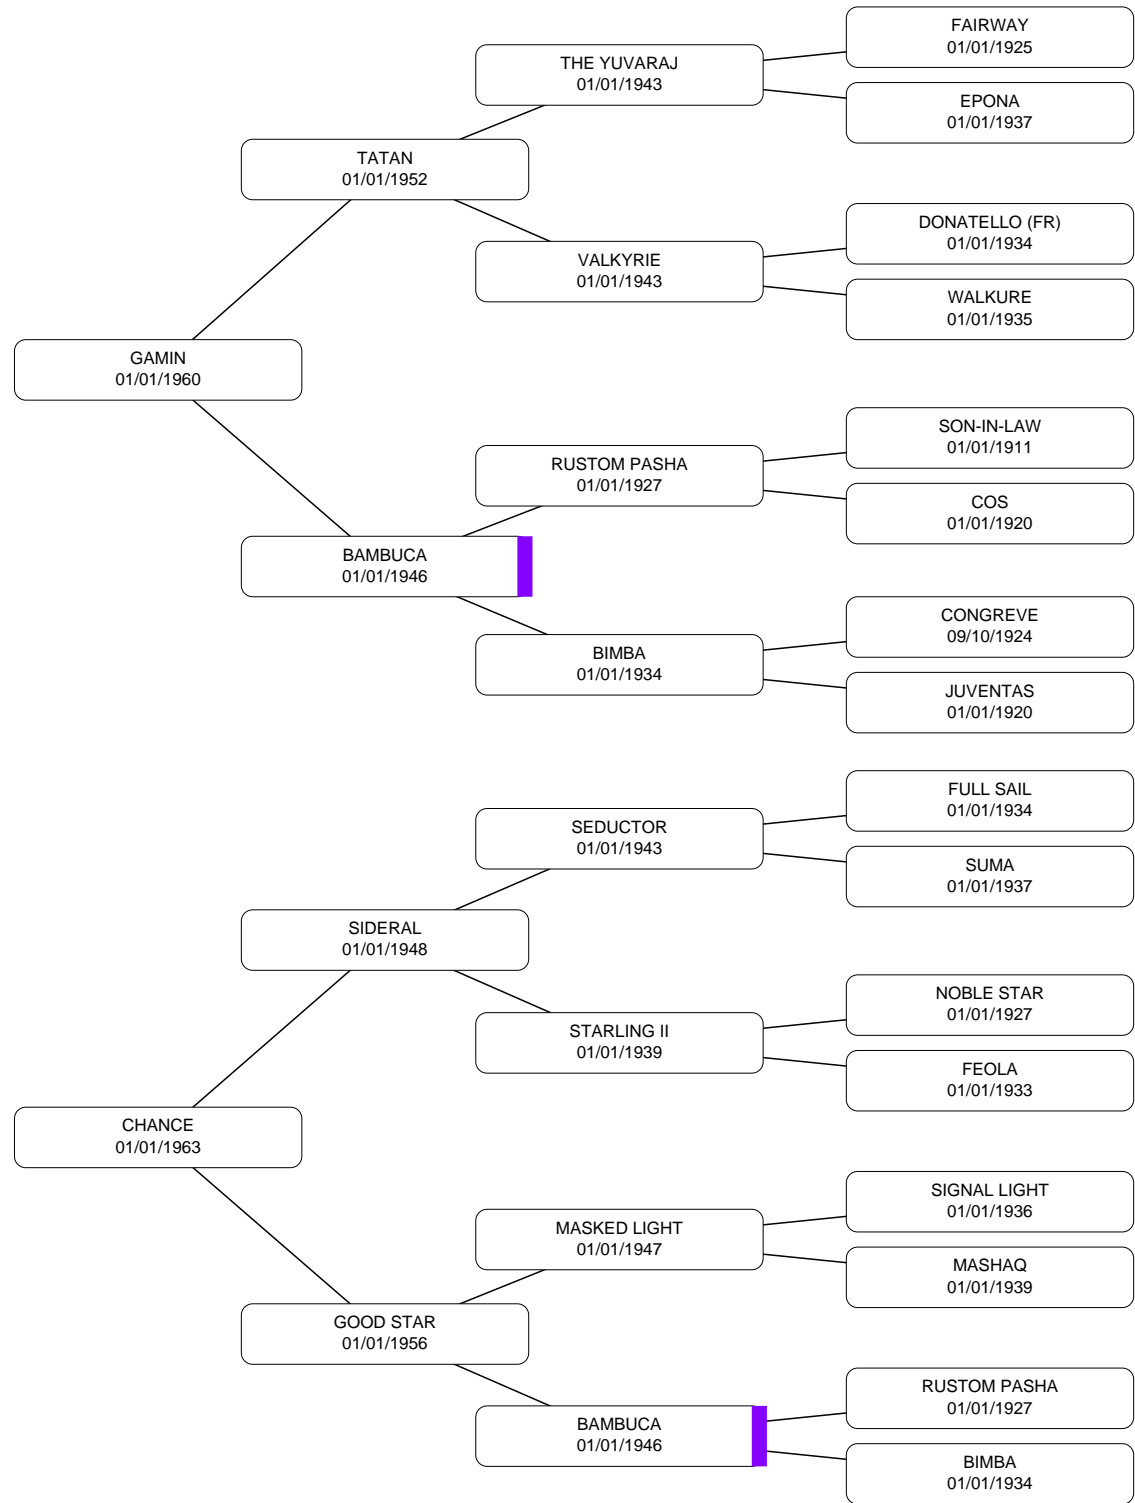 FAIRWAY
01/01/1925
THE YUVARAJ
01/01/1943
EPONA
01/01/1937
TATAN
01/01/1952
DONATELLO (FR)
01/01/1934
VALKYRIE
01/01/1943
WALKURE
01/01/1935
GAMIN
01/01/1960
SON-IN-LAW
01/01/1911
RUSTOM PASHA
01/01/1927
COS
01/01/1920
BAMBUCA
01/01/1946
CONGREVE
09/10/1924
BIMBA
01/01/1934
JUVENTAS
01/01/1920
FULL SAIL
01/01/1934
SEDUCTOR
01/01/1943
SUMA
01/01/1937
SIDERAL
01/01/1948
NOBLE STAR
01/01/1927
STARLING II
01/01/1939
FEOLA
01/01/1933
CHANCE
01/01/1963
SIGNAL LIGHT
01/01/1936
MASKED LIGHT
01/01/1947
MASHAQ
01/01/1939
GOOD STAR
01/01/1956
RUSTOM PASHA
01/01/1927
BAMBUCA
01/01/1946
BIMBA
01/01/1934